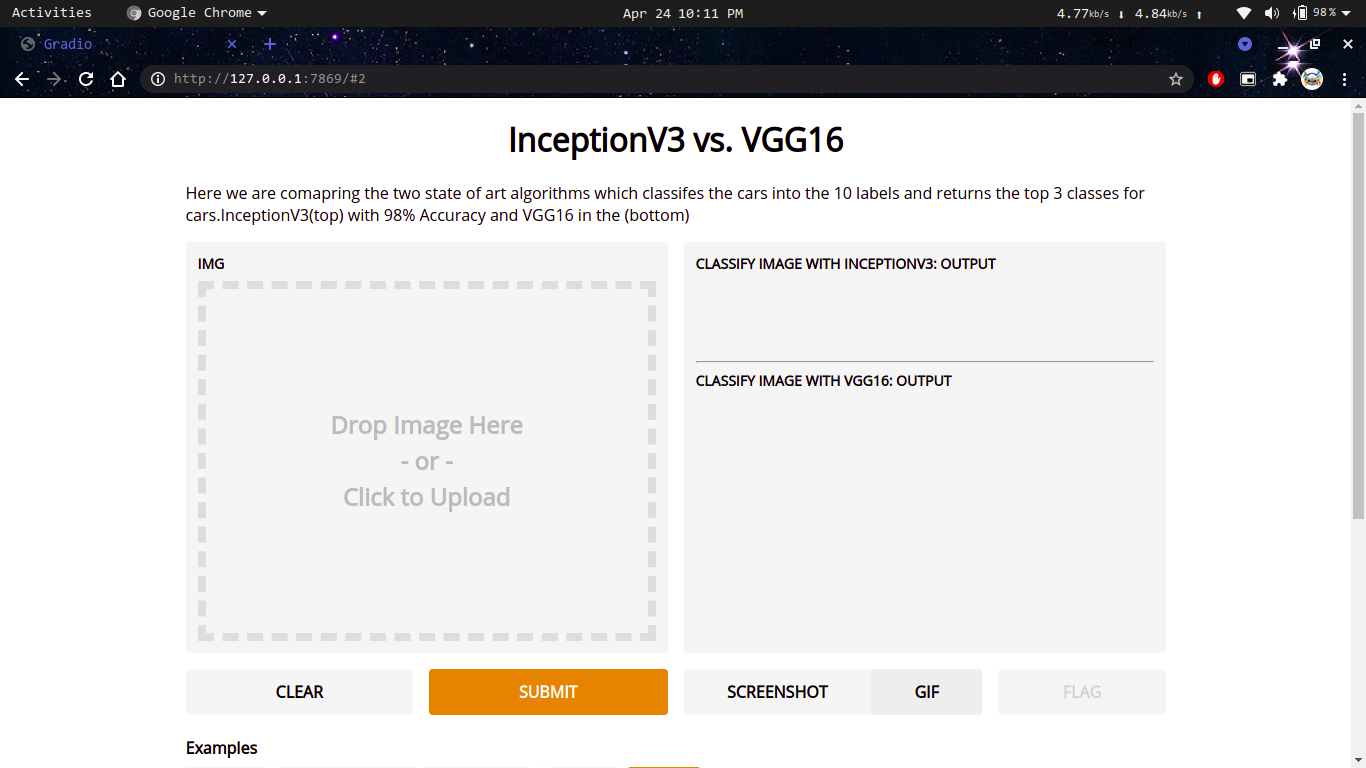 Activities Google Chrome Apr 24 10:11 PM 4.77kb/s 4.84kb/s 98%
Gradio
http://127.0.0.1:7869/#2
InceptionV3 vs. VGG16
Here we are comapring the two state of art algorithms which classifes the cars into the 10 labels and returns the top 3 classes for
cars.InceptionV3(top) with 98% Accuracy and VGG16 in the (bottom)
IMG
Drop Image Here
- or -
Click to Upload
CLASSIFY IMAGE WITH INCEPTIONV3: OUTPUT
CLASSIFY IMAGE WITH VGG16: OUTPUT
CLEAR SUBMIT SCREENSHOT GIF FLAG
Examples